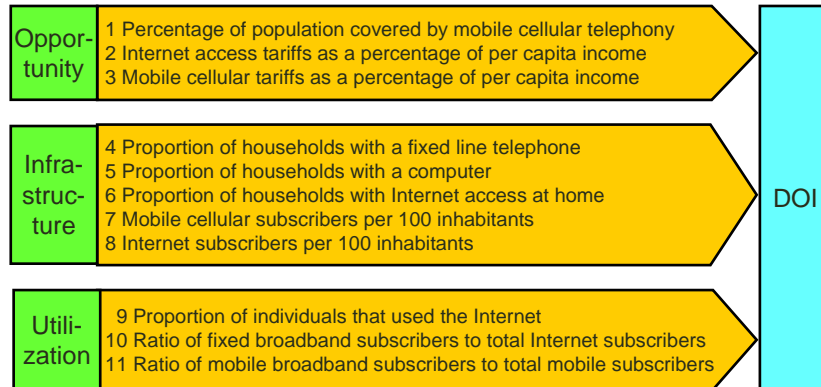 Oppor-
tunity
1 Percentage of population covered by mobile cellular telephony
2 Internet access tariffs as a percentage of per capita income
3 Mobile cellular tariffs as a percentage of per capita income
Infra-
struc-
ture
4 Proportion of households with a fixed line telephone
5 Proportion of households with a computer
6 Proportion of households with Internet access at home
7 Mobile cellular subscribers per 100 inhabitants
8 Internet subscribers per 100 inhabitants
Utili-
zation
9 Proportion of individuals that used the Internet
10 Ratio of fixed broadband subscribers to total Internet subscribers
11 Ratio of mobile broadband subscribers to total mobile subscribers
DOI